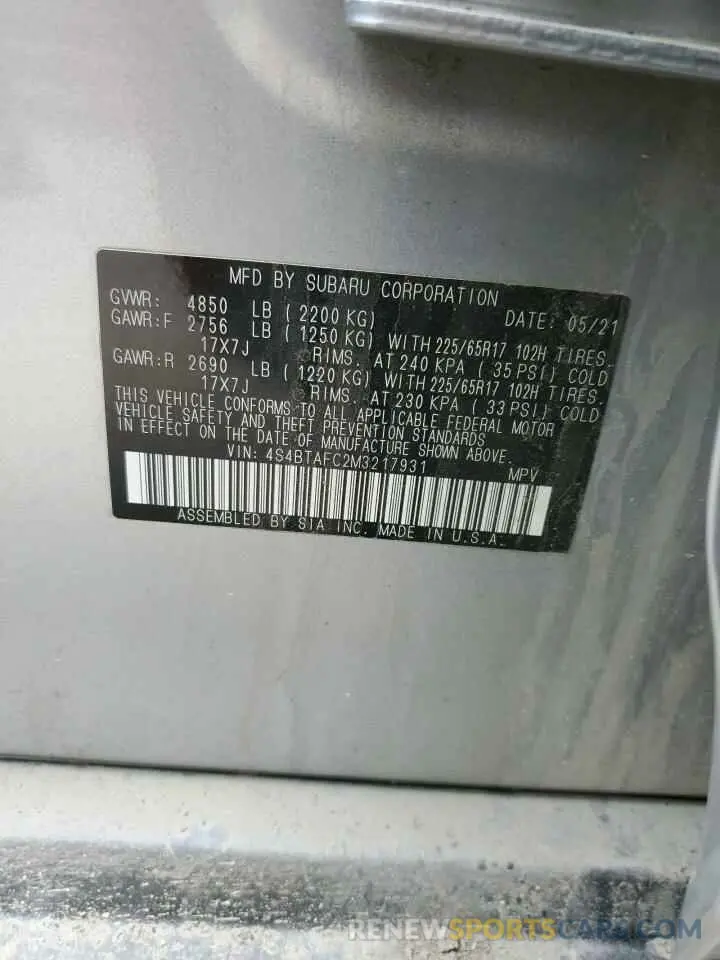 MFD BY SUBARU CORPORATION
GVWR: 4850 LB (2200 KG) DATE: 05/21
GAWR:F 2756 LB (1250 KG) WITH 225/65R17 102H TIRES.
17X7J RIMS. AT 240 KPA (35 PSI) COLD
GAWR:R 2690 LB (1220 KG) WITH 225/65R17 102H TIRES.
17X7J RIMS. AT 230 KPA (33 PSI) COLD
THIS VEHICLE CONFORMS TO ALL APPLICABLE FEDERAL MOTOR
VEHICLE SAFETY AND THEFT PREVENTION STANDARDS
IN EFFECT ON THE DATE OF MANUFACTURE SHOWN ABOVE.
VIN: 4S4BTAFC2M3217931 MPV
ASSEMBLED BY SIA INC. MADE IN U.S.A.
RENEWSPORTSCARS.COM